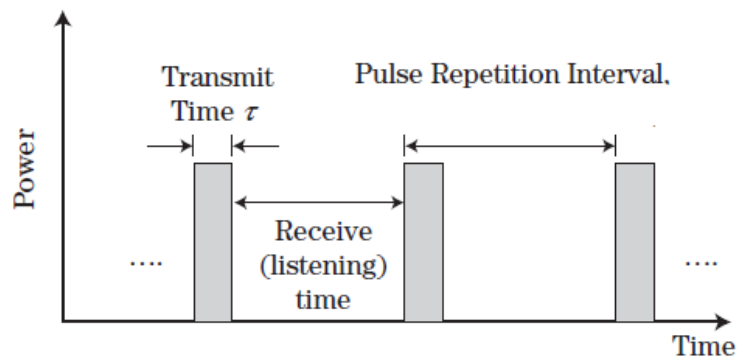 Transmit
Time τ
Pulse Repetition Interval,
Power
Receive
(listening)
time
....
....
Time